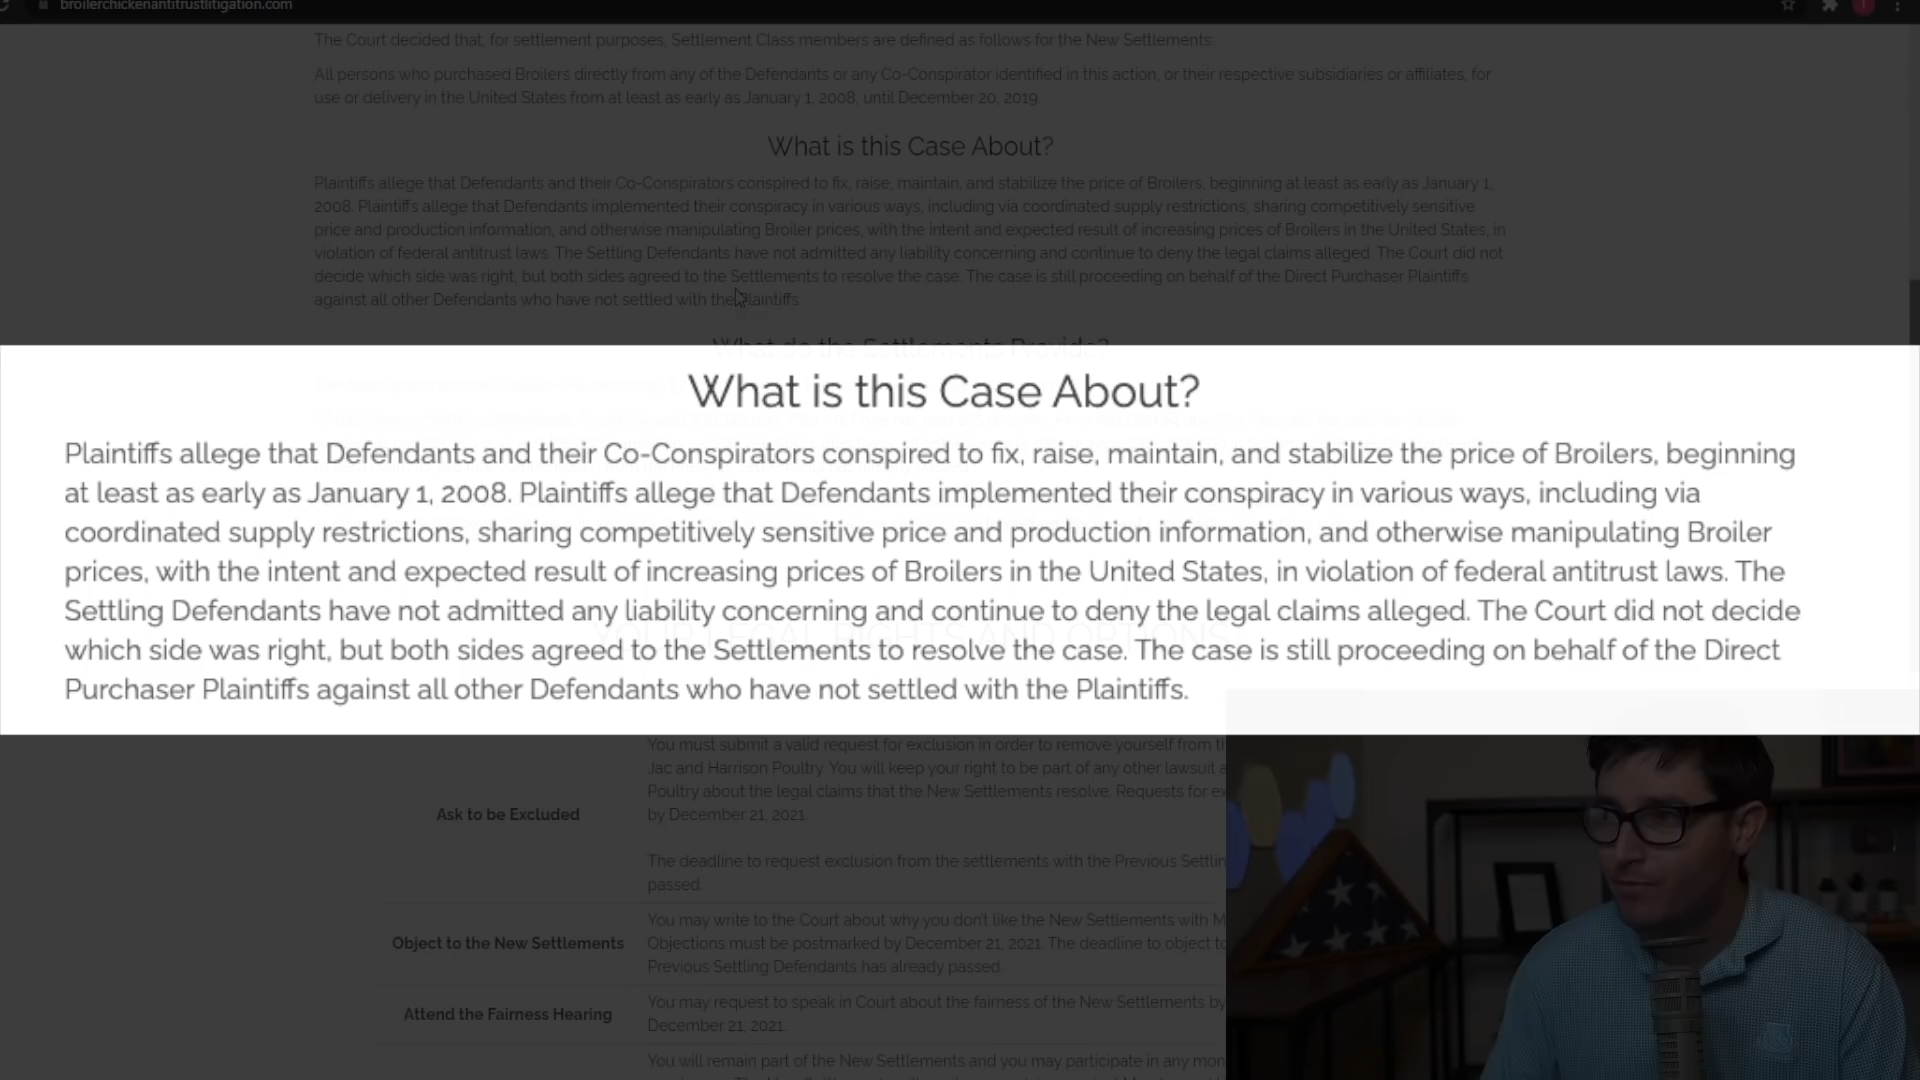 broilerchickenantitrustlitigation.com
The Court decided that, for settlement purposes, Settlement Class members are defined as follows for the New Settlements:
All persons who purchased Broilers directly from any of the Defendants or any Co-Conspirator identified in this action, or their respective subsidiaries or affiliates, for
use or delivery in the United States from at least as early as January 1, 2008, until December 20, 2019.
What is this Case About?
Plaintiffs allege that Defendants and their Co-Conspirators conspired to fix, raise, maintain, and stabilize the price of Broilers, beginning at least as early as January 1,
2008. Plaintiffs allege that Defendants implemented their conspiracy in various ways, including via coordinated supply restrictions, sharing competitively sensitive
price and production information, and otherwise manipulating Broiler prices, with the intent and expected result of increasing prices of Broilers in the United States, in
violation of federal antitrust laws. The Settling Defendants have not admitted any liability concerning and continue to deny the legal claims alleged. The Court did not
decide which side was right, but both sides agreed to the Settlements to resolve the case. The case is still proceeding on behalf of the Direct Purchaser Plaintiffs
against all other Defendants who have not settled with the Plaintiffs.
What do the Settlements Provide?
What is this Case About?
Plaintiffs allege that Defendants and their Co-Conspirators conspired to fix, raise, maintain, and stabilize the price of Broilers, beginning
at least as early as January 1, 2008. Plaintiffs allege that Defendants implemented their conspiracy in various ways, including via
coordinated supply restrictions, sharing competitively sensitive price and production information, and otherwise manipulating Broiler
prices, with the intent and expected result of increasing prices of Broilers in the United States, in violation of federal antitrust laws. The
Settling Defendants have not admitted any liability concerning and continue to deny the legal claims alleged. The Court did not decide
YOUR LEGAL RIGHTS AND OPTIONS
which side was right, but both sides agreed to the Settlements to resolve the case. The case is still proceeding on behalf of the Direct
Purchaser Plaintiffs against all other Defendants who have not settled with the Plaintiffs.
You must submit a valid request for exclusion in order to remove yourself from
Jac and Harrison Poultry. You will keep your right to be part of any other lawsuit
Ask to be Excluded
Poultry about the legal claims that the New Settlements resolve. Requests for
by December 21, 2021.
The deadline to request exclusion from the settlements with the Previous
passed.
Object to the New Settlements
You may write to the Court about why you don't like the New Settlements with
Objections must be postmarked by December 21, 2021. The deadline to object
Previous Settling Defendants has already passed.
Attend the Fairness Hearing
You may request to speak in Court about the fairness of the New Settlements by
December 21, 2021.
You will remain part of the New Settlements and you may participate in any